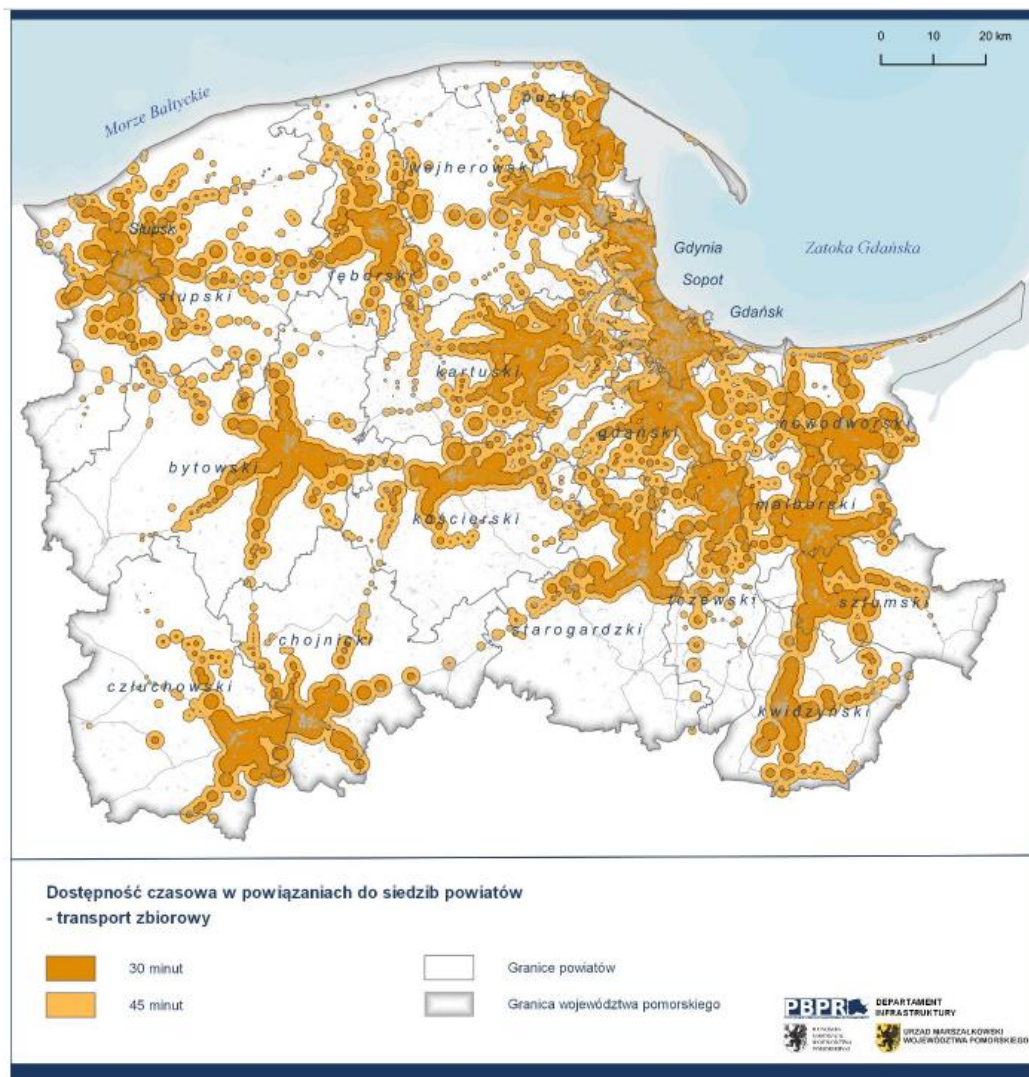 0 10 20 km
Morze Bałtyckie
pucki
wejherowski
Słupsk
Gdynia
Zatoka Gdańska
Sopot
lęborski
słupski
Gdańsk
kartuski
nowodworski
gdański
bytowski
malborski
kościerski
tczewski
sztumski
starogardzki
chojnicki
człuchowski
kwidzyński
Dostępność czasowa w powiązaniach do siedzib powiatów
- transport zbiorowy
30 minut
Granice powiatów
45 minut
Granica województwa pomorskiego
PBPR
DEPARTAMENT
INFRASTRUKTURY
URZĄD MARSZAŁKOWSKI
WOJEWÓDZTWA POMORSKIEGO